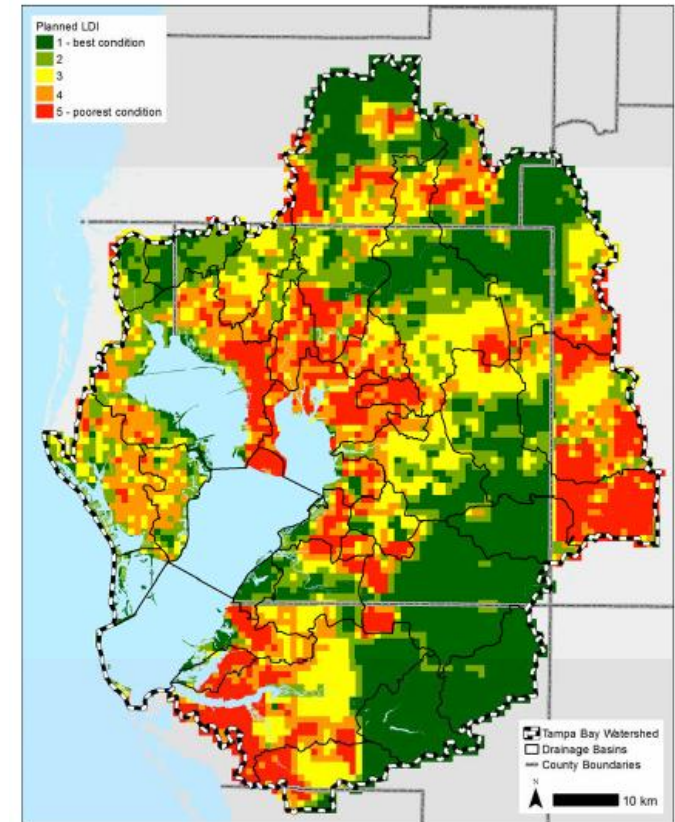 Planned LDI
1 - best condition
2
3
4
5 - poorest condition
Tampa Bay Watershed
Drainage Basins
County Boundaries
N
10 km